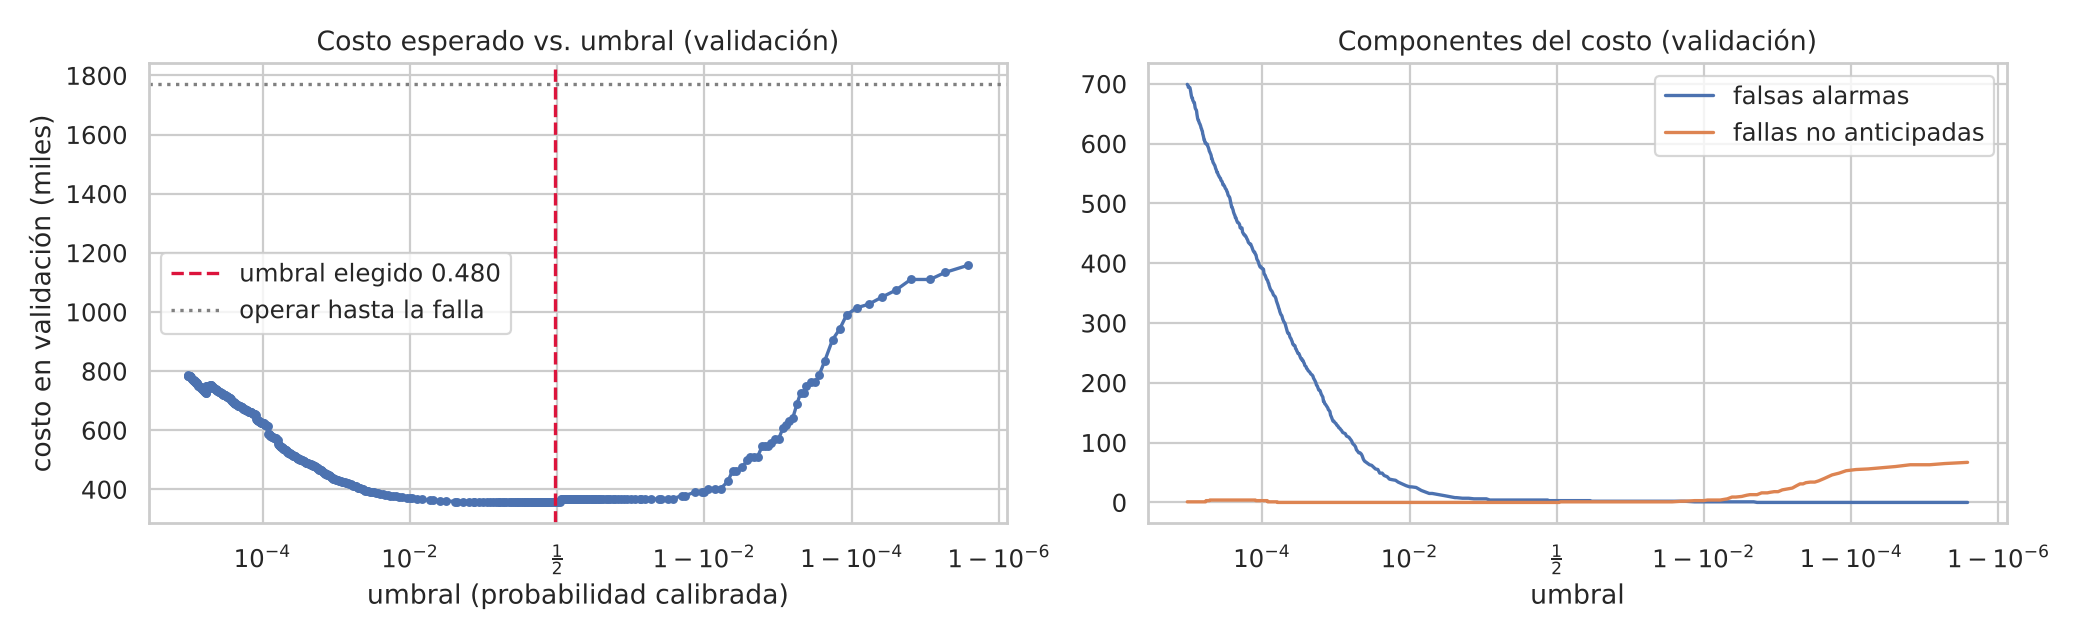 Costo esperado vs. umbral (validación)
costo en validación (miles)
1800
1600
1400
1200
1000
800
600
400
umbral elegido 0.480
operar hasta la falla
10⁻⁴ 10⁻² ½ 1 − 10⁻² 1 − 10⁻⁴ 1 − 10⁻⁶
umbral (probabilidad calibrada)
Componentes del costo (validación)
700
600
500
400
300
200
100
0
falsas alarmas
fallas no anticipadas
10⁻⁴ 10⁻² ½ 1 − 10⁻² 1 − 10⁻⁴ 1 − 10⁻⁶
umbral